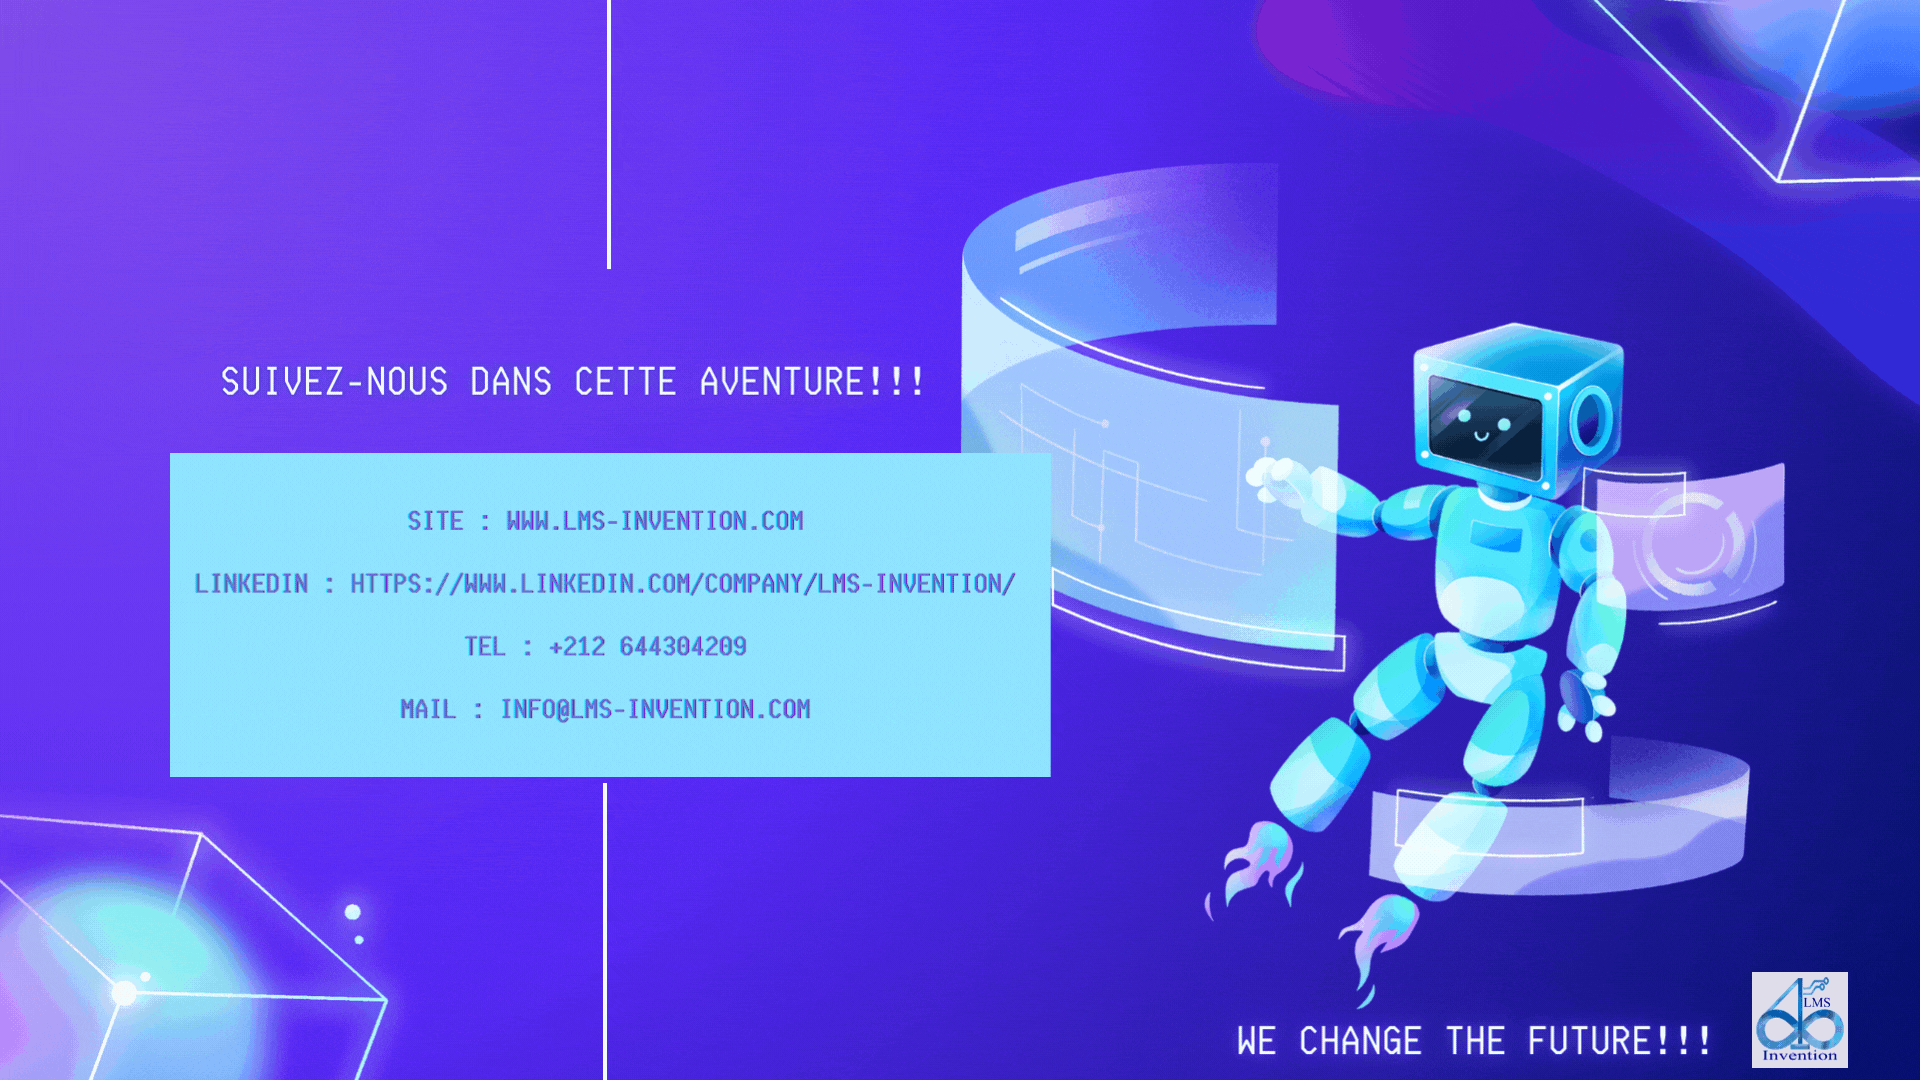 SUIVEZ-NOUS DANS CETTE AVENTURE!!!
SITE : WWW.LMS-INVENTION.COM
LINKEDIN : HTTPS://WWW.LINKEDIN.COM/COMPANY/LMS-INVENTION/
TEL : +212 644304209
MAIL : INFO@LMS-INVENTION.COM
WE CHANGE THE FUTURE!!!
LMS
Invention